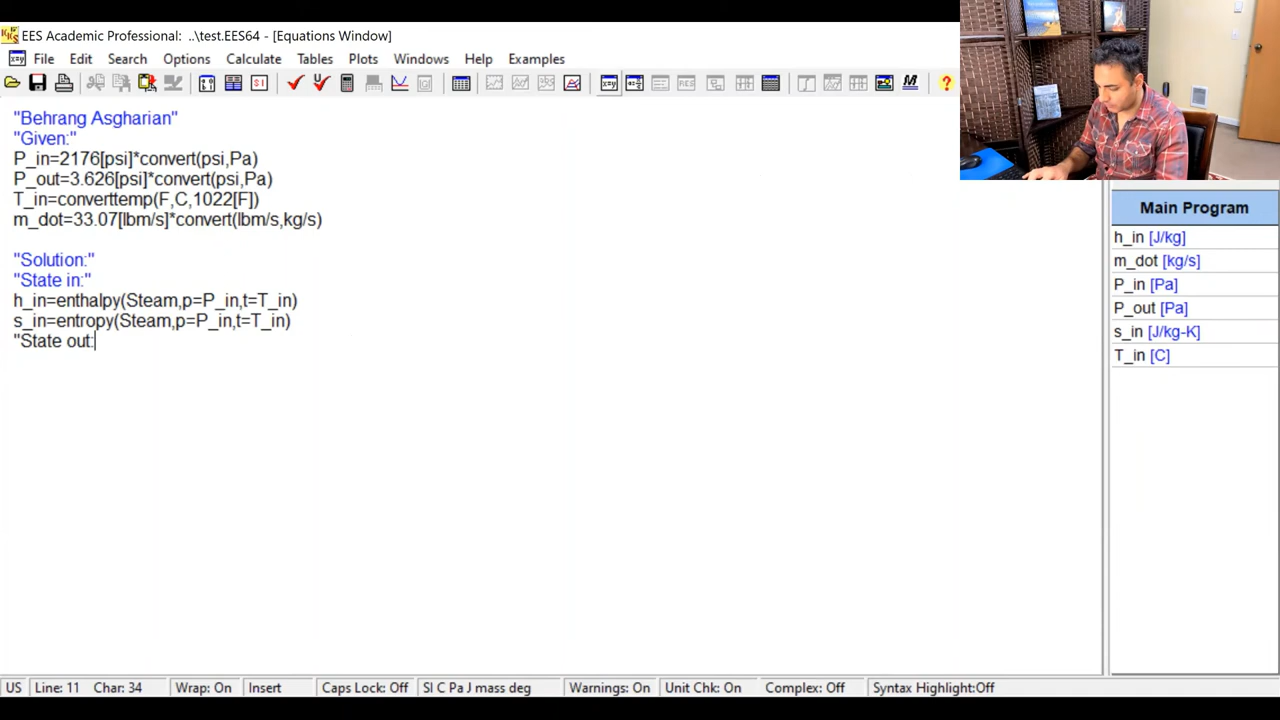 EES Academic Professional: ..\test.EES64 - [Equations Window]
File Edit Search Options Calculate Tables Plots Windows Help Examples
"Behrang Asgharian"
"Given:"
P_in=2176[psi]*convert(psi,Pa)
P_out=3.626[psi]*convert(psi,Pa)
T_in=converttemp(F,C,1022[F])
m_dot=33.07[lbm/s]*convert(lbm/s,kg/s)
"Solution:"
"State in:"
h_in=enthalpy(Steam,p=P_in,t=T_in)
s_in=entropy(Steam,p=P_in,t=T_in)
"State out:
Main Program
h_in [J/kg]
m_dot [kg/s]
P_in [Pa]
P_out [Pa]
s_in [J/kg-K]
T_in [C]
US Line: 11 Char: 34 Wrap: On Insert Caps Lock: Off SI C Pa J mass deg Warnings: On Unit Chk: On Complex: Off Syntax Highlight:Off